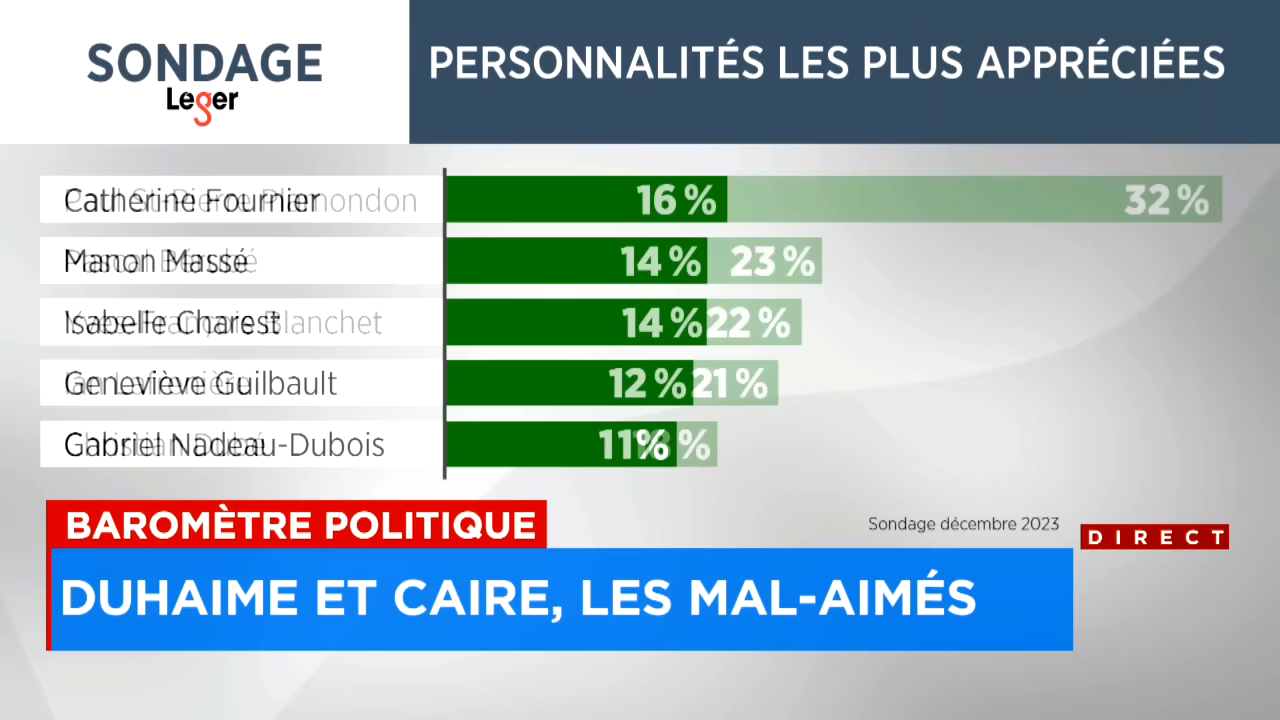 SONDAGE
Leger
PERSONNALITÉS LES PLUS APPRÉCIÉES
Catherine Fournier
16 % 32 %
Manon Massé
14 % 23 %
Isabelle Charest
14 % 22 %
Geneviève Guilbault
12 % 21 %
Gabriel Nadeau-Dubois
11 % %
BAROMÈTRE POLITIQUE
Sondage décembre 2023
DIRECT
DUHAIME ET CAIRE, LES MAL-AIMÉS